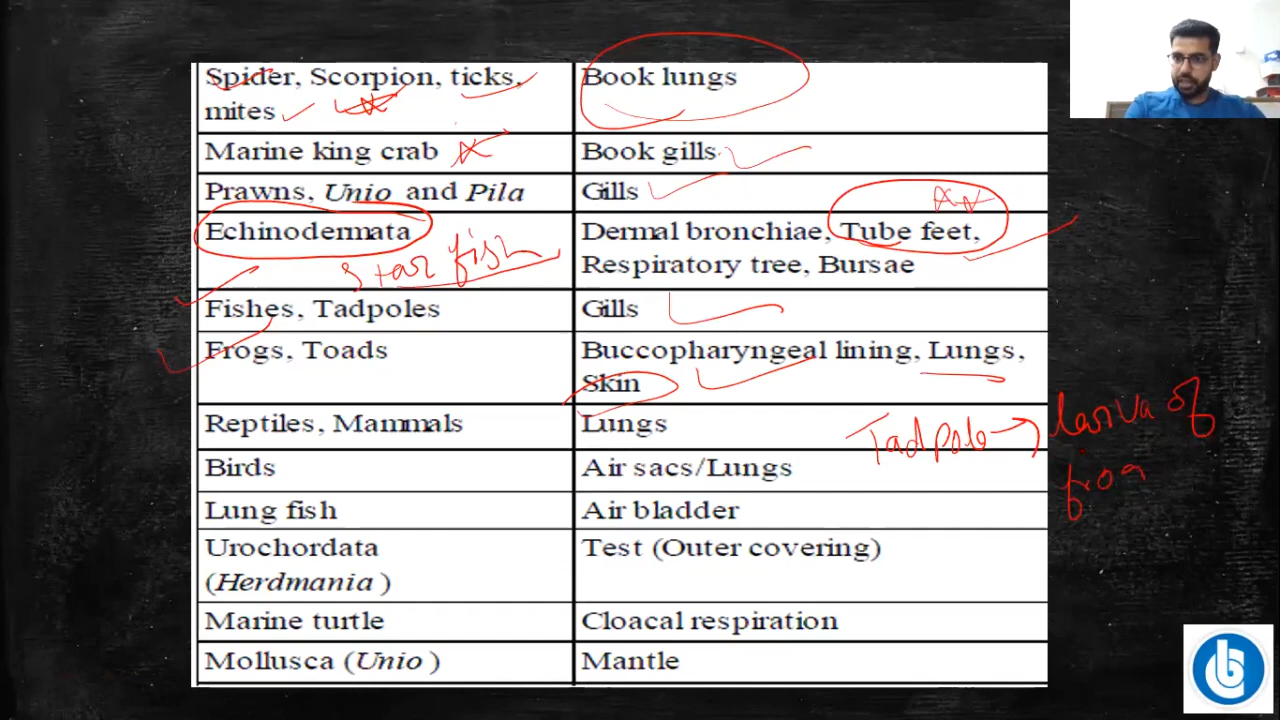 Spider, Scorpion, ticks, Book lungs
mites
Marine king crab Book gills
Prawns, Unio and Pila Gills
Echinodermata Dermal bronchiae, Tube feet,
Star fish Respiratory tree, Bursae
Fishes, Tadpoles Gills
Frogs, Toads Buccopharyngeal lining, Lungs,
Skin
Reptiles, Mammals Lungs
Tadpole → larva of
frog
Birds Air sacs/Lungs
Lung fish Air bladder
Urochordata Test (Outer covering)
(Herdmania )
Marine turtle Cloacal respiration
Mollusca (Unio ) Mantle